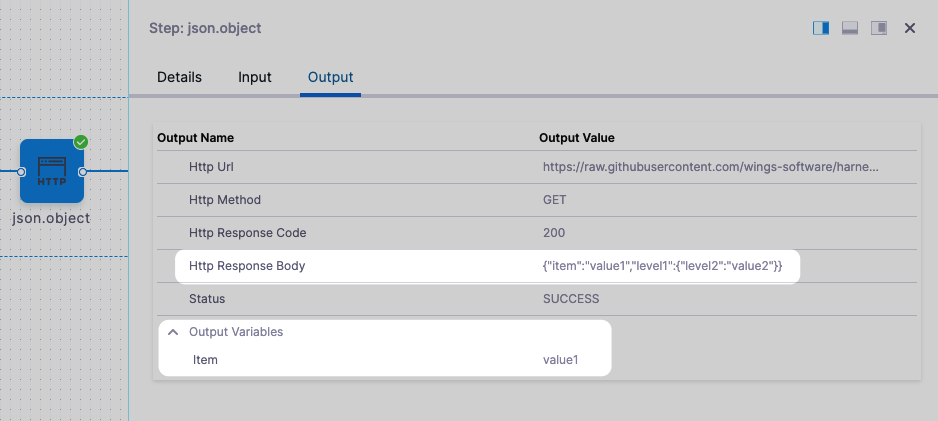 Step: json.object
Details Input Output
Output Name Output Value
Http Url https://raw.githubusercontent.com/wings-software/harne...
Http Method GET
HTTP
Http Response Code 200
json.object
Http Response Body {"item":"value1","level1":{"level2":"value2"}}
Status SUCCESS
Output Variables
Item value1